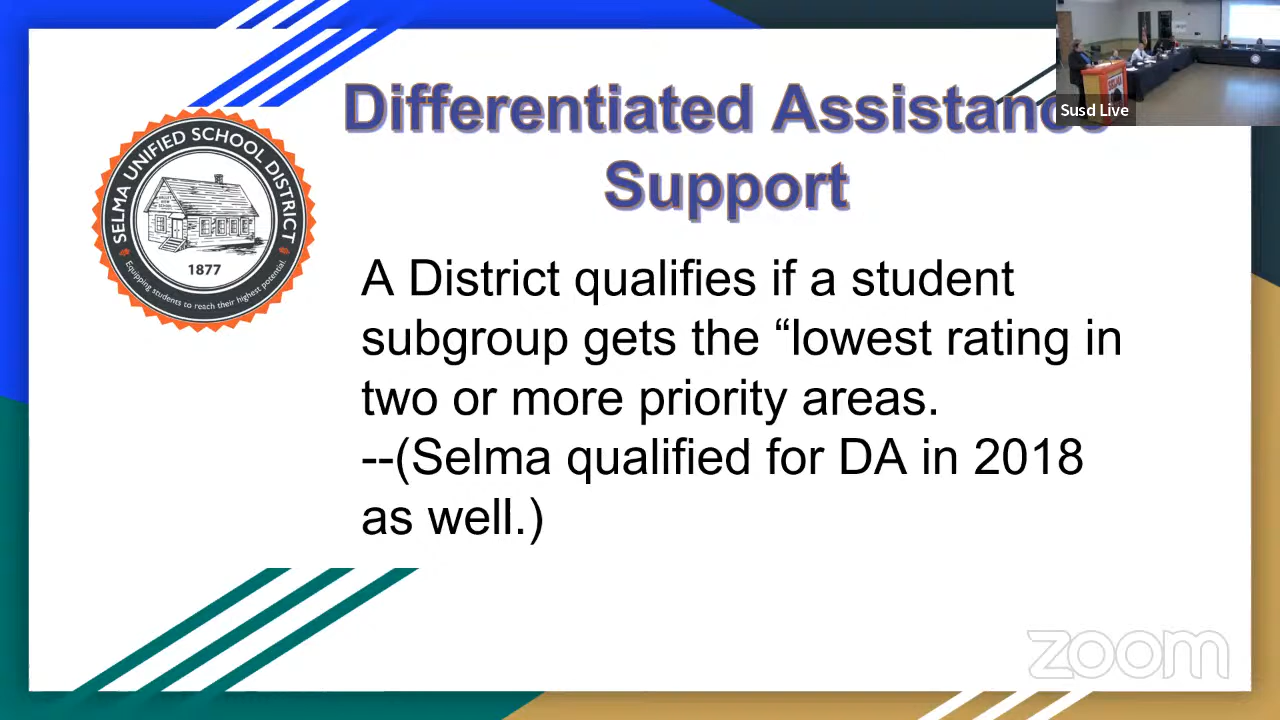 Differentiated Assistance
Support
SELMA UNIFIED SCHOOL DISTRICT
1877
Equipping students to reach their highest potential.
A District qualifies if a student
subgroup gets the “lowest rating in
two or more priority areas.
--(Selma qualified for DA in 2018
as well.)
Susd Live
zoom